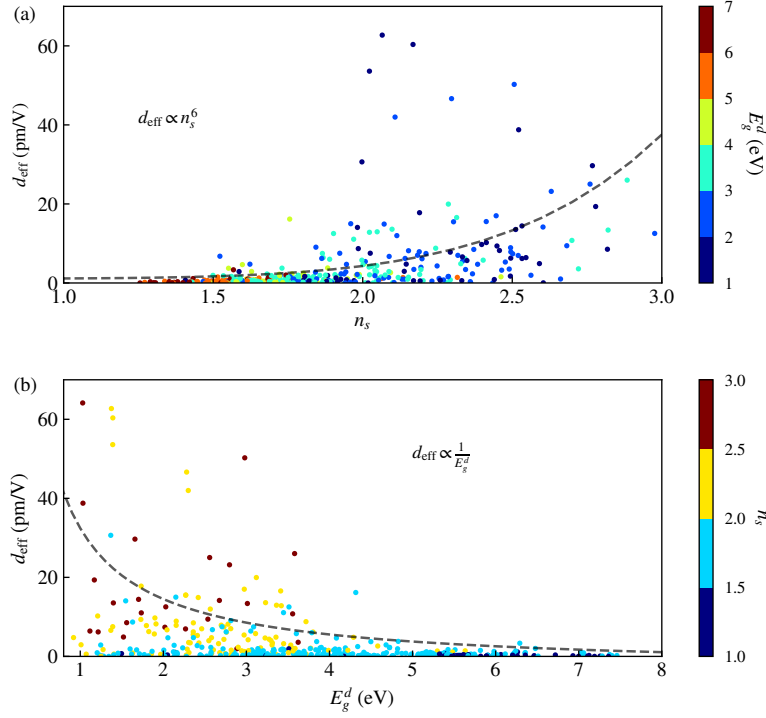 (a)
60
40
20
0
d_eff (pm/V)
d_eff ∝ n_s^6
1.0 1.5 2.0 2.5 3.0
n_s
7
6
5
4
3
2
1
E_g^d (eV)
(b)
60
40
20
0
d_eff (pm/V)
d_eff ∝ 1/E_g^d
1 2 3 4 5 6 7 8
E_g^d (eV)
3.0
2.5
2.0
1.5
1.0
n_s